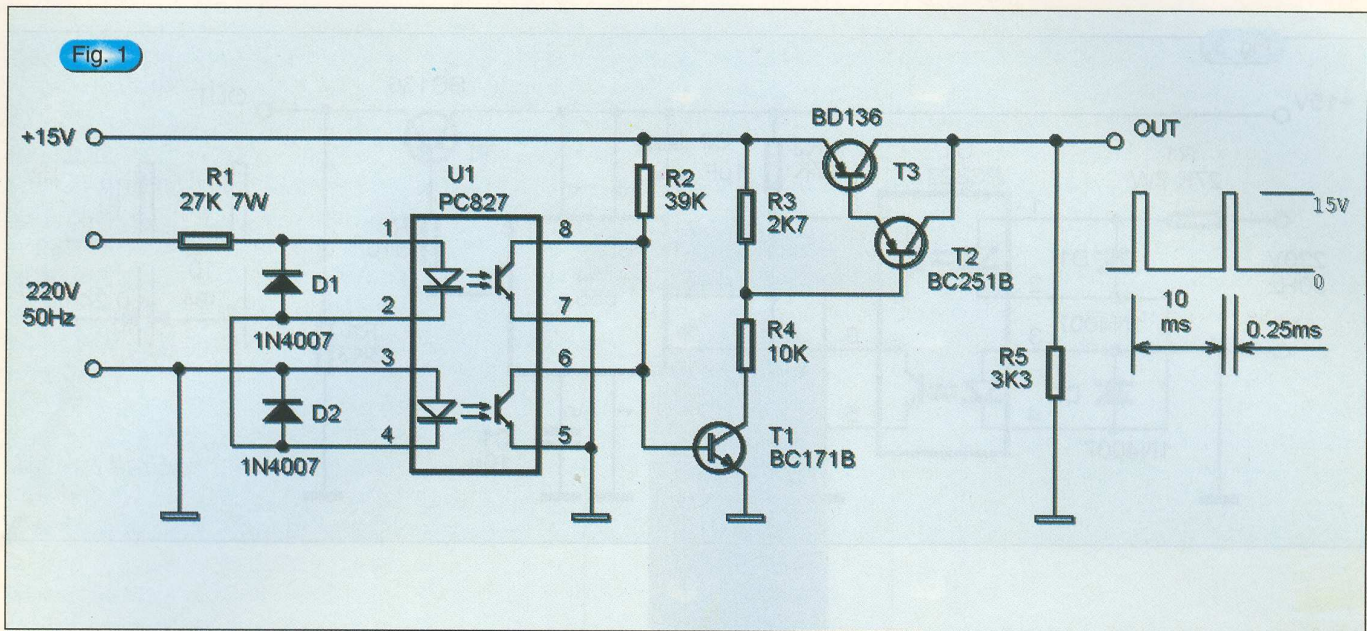 Fig. 1
+15V
R1
27K 7W
U1
PC827
1
2
3
4
8
7
6
5
D1
1N4007
D2
1N4007
220V
50Hz
R2
39K
R3
2K7
R4
10K
BD136
T3
T2
BC251B
T1
BC171B
R5
3K3
OUT
15V
0
10
ms
0.25ms